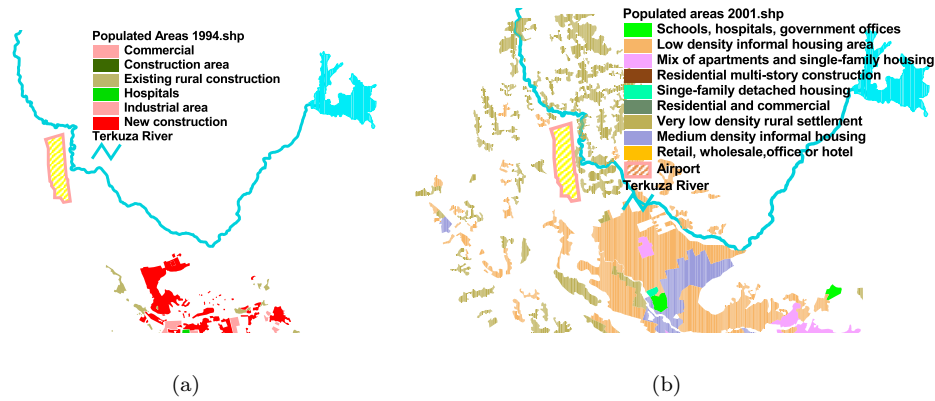 Populated Areas 1994.shp
Commercial
Construction area
Existing rural construction
Hospitals
Industrial area
New construction
Terkuza River
(a)
Populated areas 2001.shp
Schools, hospitals, government offices
Low density informal housing area
Mix of apartments and single-family housing
Residential multi-story construction
Singe-family detached housing
Residential and commercial
Very low density rural settlement
Medium density informal housing
Retail, wholesale,office or hotel
Airport
Terkuza River
(b)